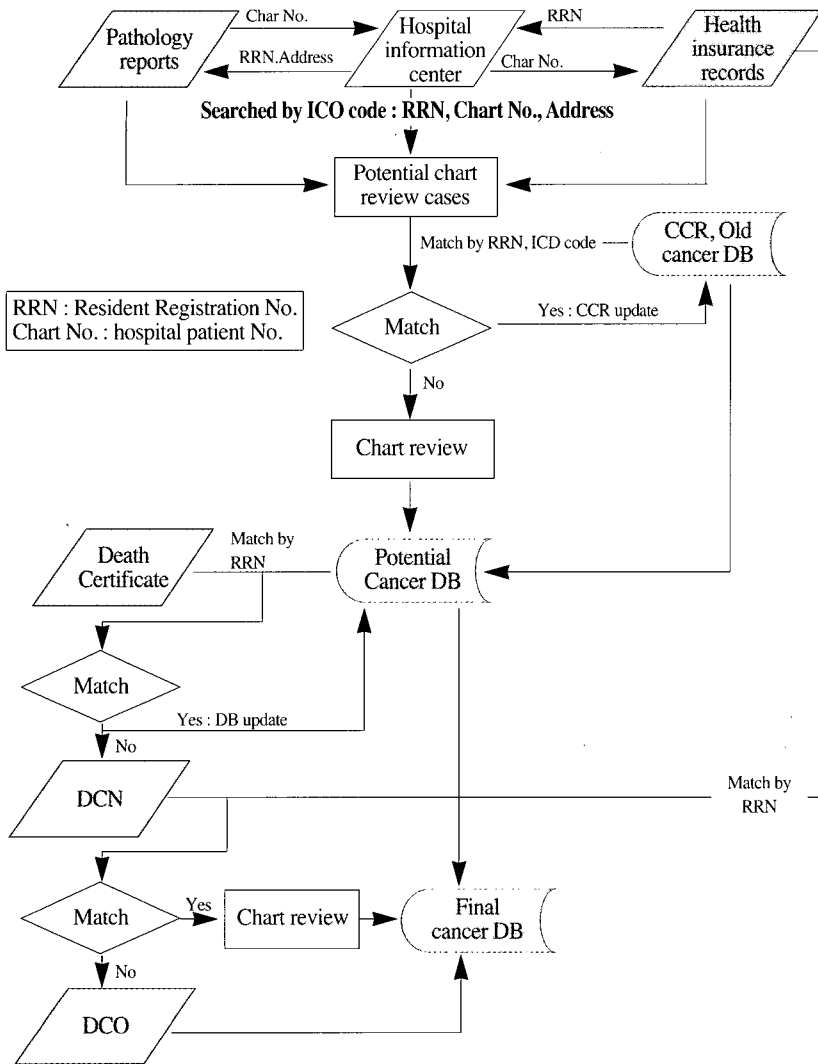 Pathology
reports
Char No.
RRN.Address
Hospital
information
center
RRN
Char No.
Health
insurance
records
Searched by ICO code : RRN, Chart No., Address
Potential chart
review cases
Match by RRN, ICD code
CCR, Old
cancer DB
RRN : Resident Registration No.
Chart No. : hospital patient No.
Match
Yes : CCR update
No
Chart review
Death
Certificate
Match by
RRN
Potential
Cancer DB
Match
Yes : DB update
No
DCN
Match by
RRN
Match
Yes
Chart review
Final
cancer DB
No
DCO